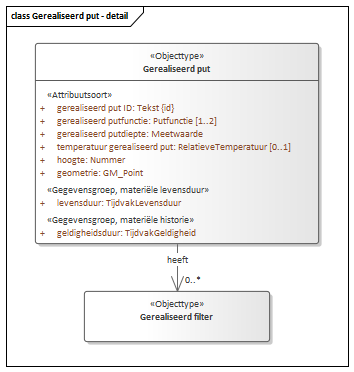 class Gerealiseerd put - detail
«Objecttype»
Gerealiseerd put
«Attribuutsoort»
+ gerealiseerd put ID: Tekst {id}
+ gerealiseerd putfunctie: Putfunctie [1..2]
+ gerealiseerd putdiepte: Meetwaarde
+ temperatuur gerealiseerd put: RelatieveTemperatuur [0..1]
+ hoogte: Nummer
+ geometrie: GM_Point
«Gegevensgroep, materiële levensduur»
+ levensduur: TijdvakLevensduur
«Gegevensgroep, materiële historie»
+ geldigheidsduur: TijdvakGeldigheid
heeft
0..*
«Objecttype»
Gerealiseerd filter